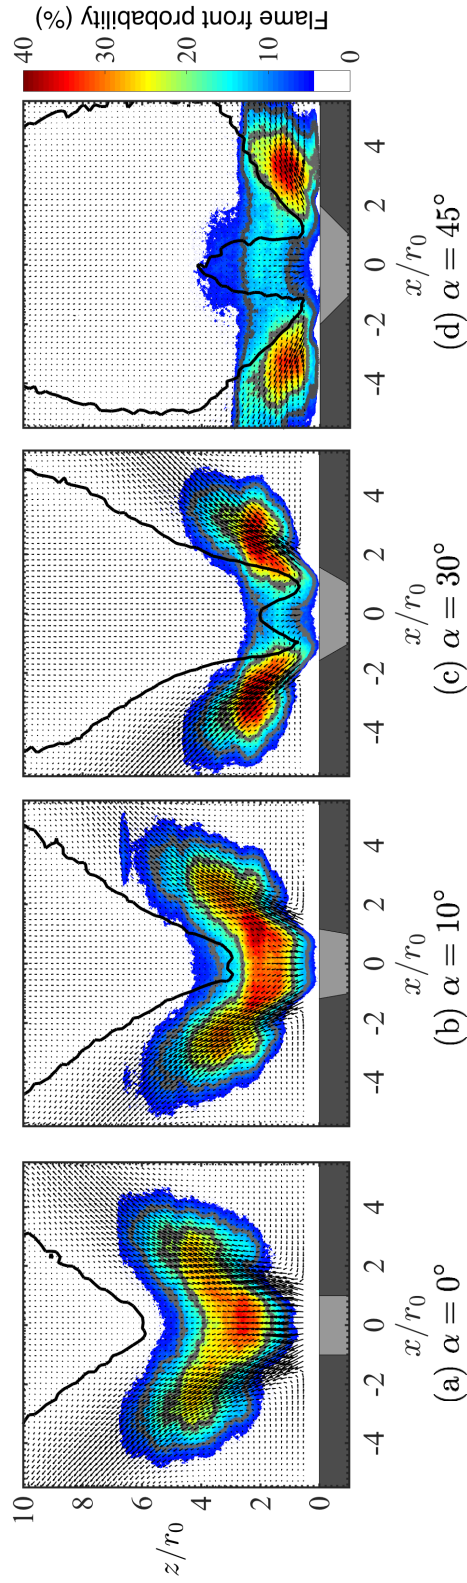 Flame front probability (%)
40
30
20
10
0
z/r₀
10
8
6
4
2
0
-4 -2 0 2 4
x/r₀
(a) α = 0°
-4 -2 0 2 4
x/r₀
(b) α = 10°
-4 -2 0 2 4
x/r₀
(c) α = 30°
-4 -2 0 2 4
x/r₀
(d) α = 45°